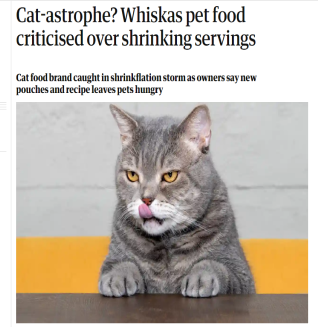 Cat-astrophe? Whiskas pet food
criticised over shrinking servings
Cat food brand caught in shrinkflation storm as owners say new
pouches and recipe leaves pets hungry